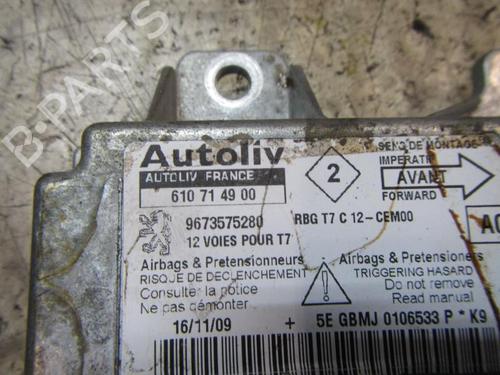 B-PARTS
Autoliv
AUTOLIV FRANCE
610 71 49 00
2
SENS DE MONTAGE
IMPERATIF
AVANT
FORWARD
9673575280
12 VOIES POUR T7
RBG T7 C 12-CEM00
Airbags & Pretensionneurs
RISQUE DE DECLENCHEMENT
Consulter la notice
Ne pas démonter
Airbags & Pretensioners
TRIGGERING HASARD
Do not remove
Read manual
16/11/09 + 5E GBMJ 0106533 P * K9